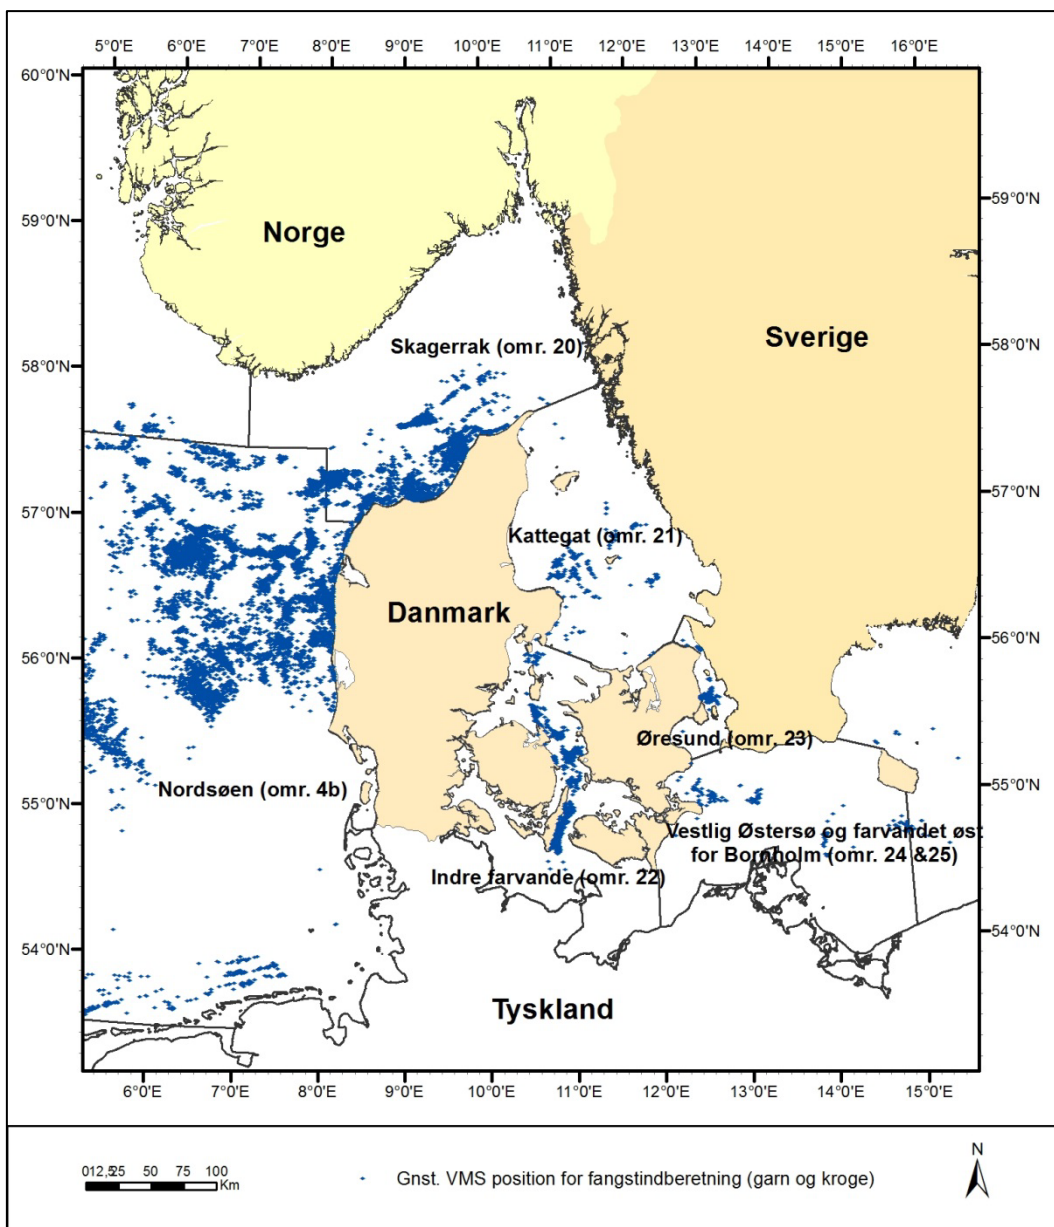 5°0'E 6°0'E 7°0'E 8°0'E 9°0'E 10°0'E 11°0'E 12°0'E 13°0'E 14°0'E 15°0'E 16°0'E
60°0'N
59°0'N 59°0'N
Norge
Sverige
Skagerrak (omr. 20)
58°0'N 58°0'N
57°0'N 57°0'N
Kattegat (omr. 21)
Danmark
56°0'N 56°0'N
Øresund (omr. 23)
Nordsøen (omr. 4b)
55°0'N 55°0'N
Vestlig Østersø og farvandet øst
for Bornholm (omr. 24 &25)
Indre farvande (omr. 22)
54°0'N 54°0'N
Tyskland
6°0'E 7°0'E 8°0'E 9°0'E 10°0'E 11°0'E 12°0'E 13°0'E 14°0'E 15°0'E
N
012,525 50 75 100
Km
Gnst. VMS position for fangstindberetning (garn og kroge)